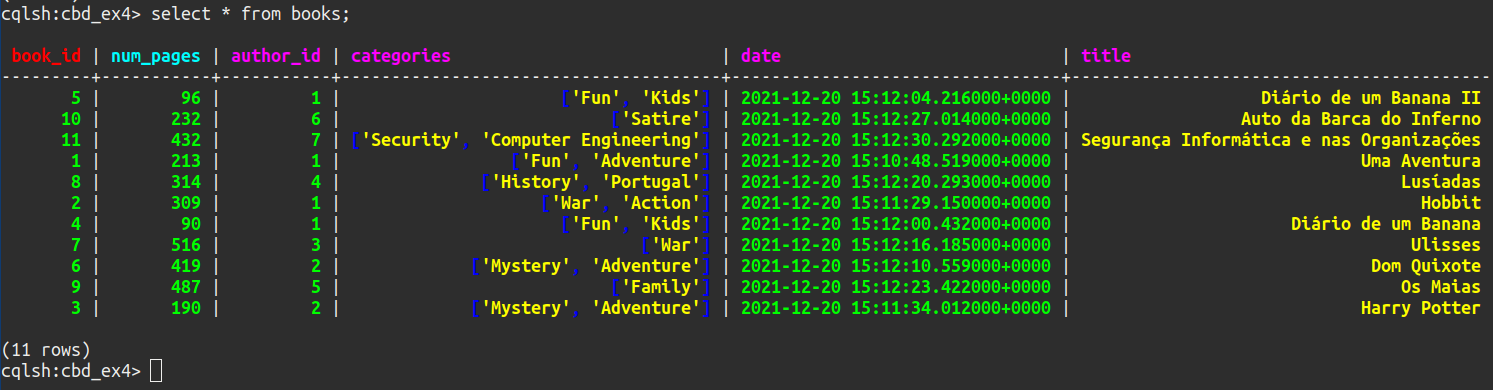 cqlsh:cbd_ex4> select * from books;
book_id | num_pages | author_id | categories | date | title
---------+-----------+-----------+--------------------------------------+---------------------------------+-----------------------------------------
5 | 96 | 1 | ['Fun', 'Kids'] | 2021-12-20 15:12:04.216000+0000 | Diário de um Banana II
10 | 232 | 6 | ['Satire'] | 2021-12-20 15:12:27.014000+0000 | Auto da Barca do Inferno
11 | 432 | 7 | ['Security', 'Computer Engineering'] | 2021-12-20 15:12:30.292000+0000 | Segurança Informática e nas Organizações
1 | 213 | 1 | ['Fun', 'Adventure'] | 2021-12-20 15:10:48.519000+0000 | Uma Aventura
8 | 314 | 4 | ['History', 'Portugal'] | 2021-12-20 15:12:20.293000+0000 | Lusíadas
2 | 309 | 1 | ['War', 'Action'] | 2021-12-20 15:11:29.150000+0000 | Hobbit
4 | 90 | 1 | ['Fun', 'Kids'] | 2021-12-20 15:12:00.432000+0000 | Diário de um Banana
7 | 516 | 3 | ['War'] | 2021-12-20 15:12:16.185000+0000 | Ulisses
6 | 419 | 2 | ['Mystery', 'Adventure'] | 2021-12-20 15:12:10.559000+0000 | Dom Quixote
9 | 487 | 5 | ['Family'] | 2021-12-20 15:12:23.422000+0000 | Os Maias
3 | 190 | 2 | ['Mystery', 'Adventure'] | 2021-12-20 15:11:34.012000+0000 | Harry Potter
(11 rows)
cqlsh:cbd_ex4>